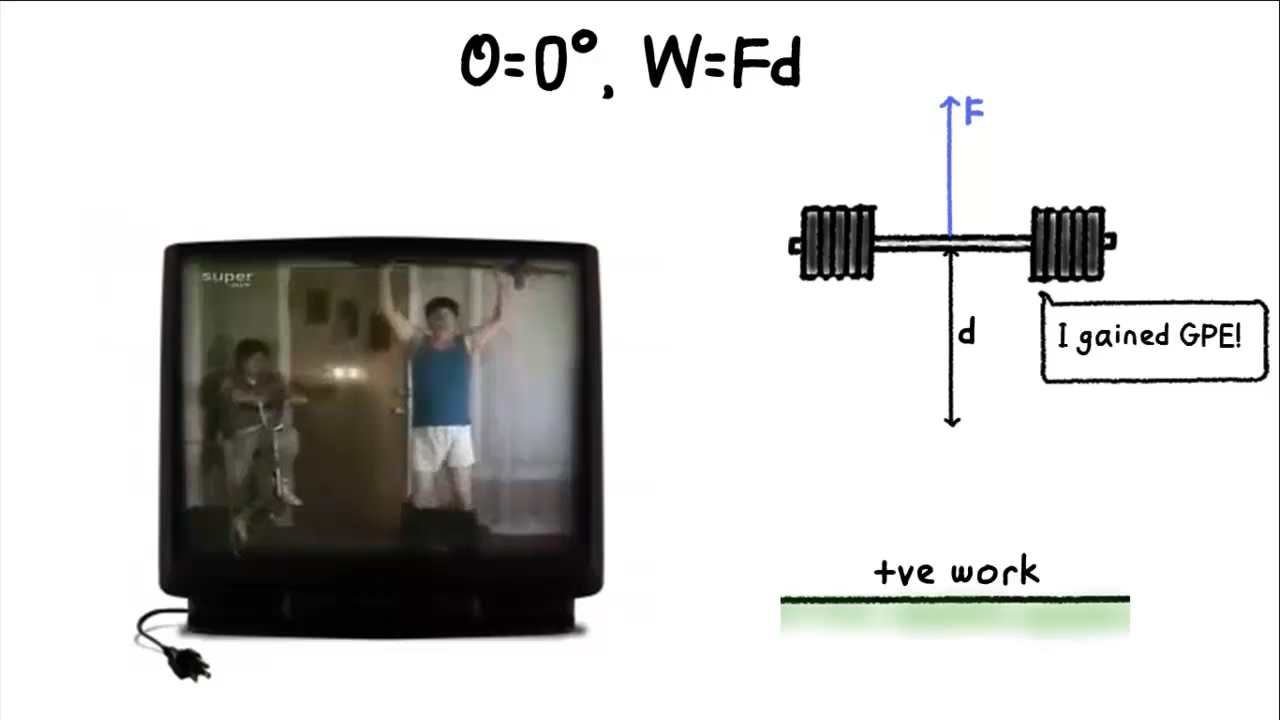 θ=0°, W=Fd
F
super
d
I gained GPE!
+ve work